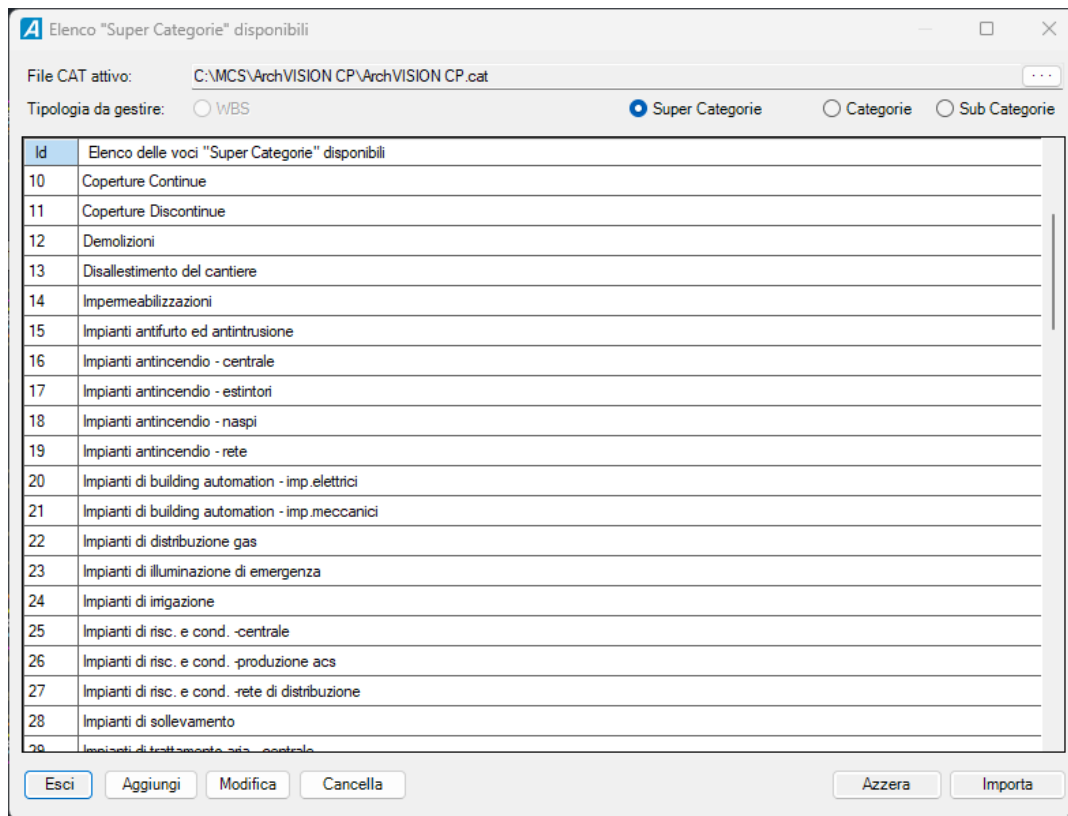 Elenco "Super Categorie" disponibili
File CAT attivo: C:\MCS\ArchVISION CP\ArchVISION CP.cat ...
Tipologia da gestire: WBS Super Categorie Categorie Sub Categorie
Id Elenco delle voci "Super Categorie" disponibili
10 Coperture Continue
11 Coperture Discontinue
12 Demolizioni
13 Disallestimento del cantiere
14 Impermeabilizzazioni
15 Impianti antifurto ed antintrusione
16 Impianti antincendio - centrale
17 Impianti antincendio - estintori
18 Impianti antincendio - naspi
19 Impianti antincendio - rete
20 Impianti di building automation - imp.elettrici
21 Impianti di building automation - imp.meccanici
22 Impianti di distribuzione gas
23 Impianti di illuminazione di emergenza
24 Impianti di irrigazione
25 Impianti di risc. e cond. -centrale
26 Impianti di risc. e cond. -produzione acs
27 Impianti di risc. e cond. -rete di distribuzione
28 Impianti di sollevamento
29 Impianti di trattamento aria - centrale
Esci Aggiungi Modifica Cancella Azzera Importa